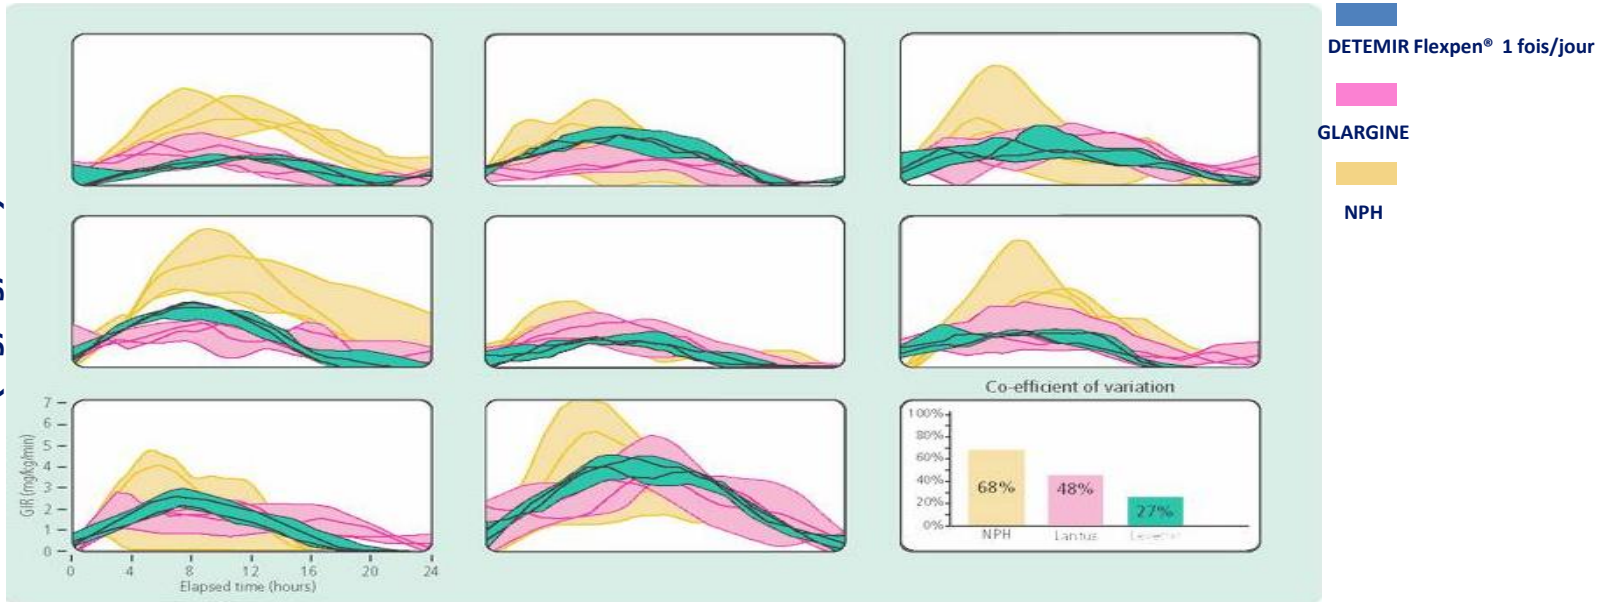 DETEMIR Flexpen® 1 fois/jour
GLARGINE
NPH
Co-efficient of variation
100%
80%
60%
40%
20%
0%
68%
48%
27%
NPH
Lantus
7
6
5
4
3
2
1
0
GIR (mg/kg/min)
0 4 8 12 16 20 24
Elapsed time (hours)